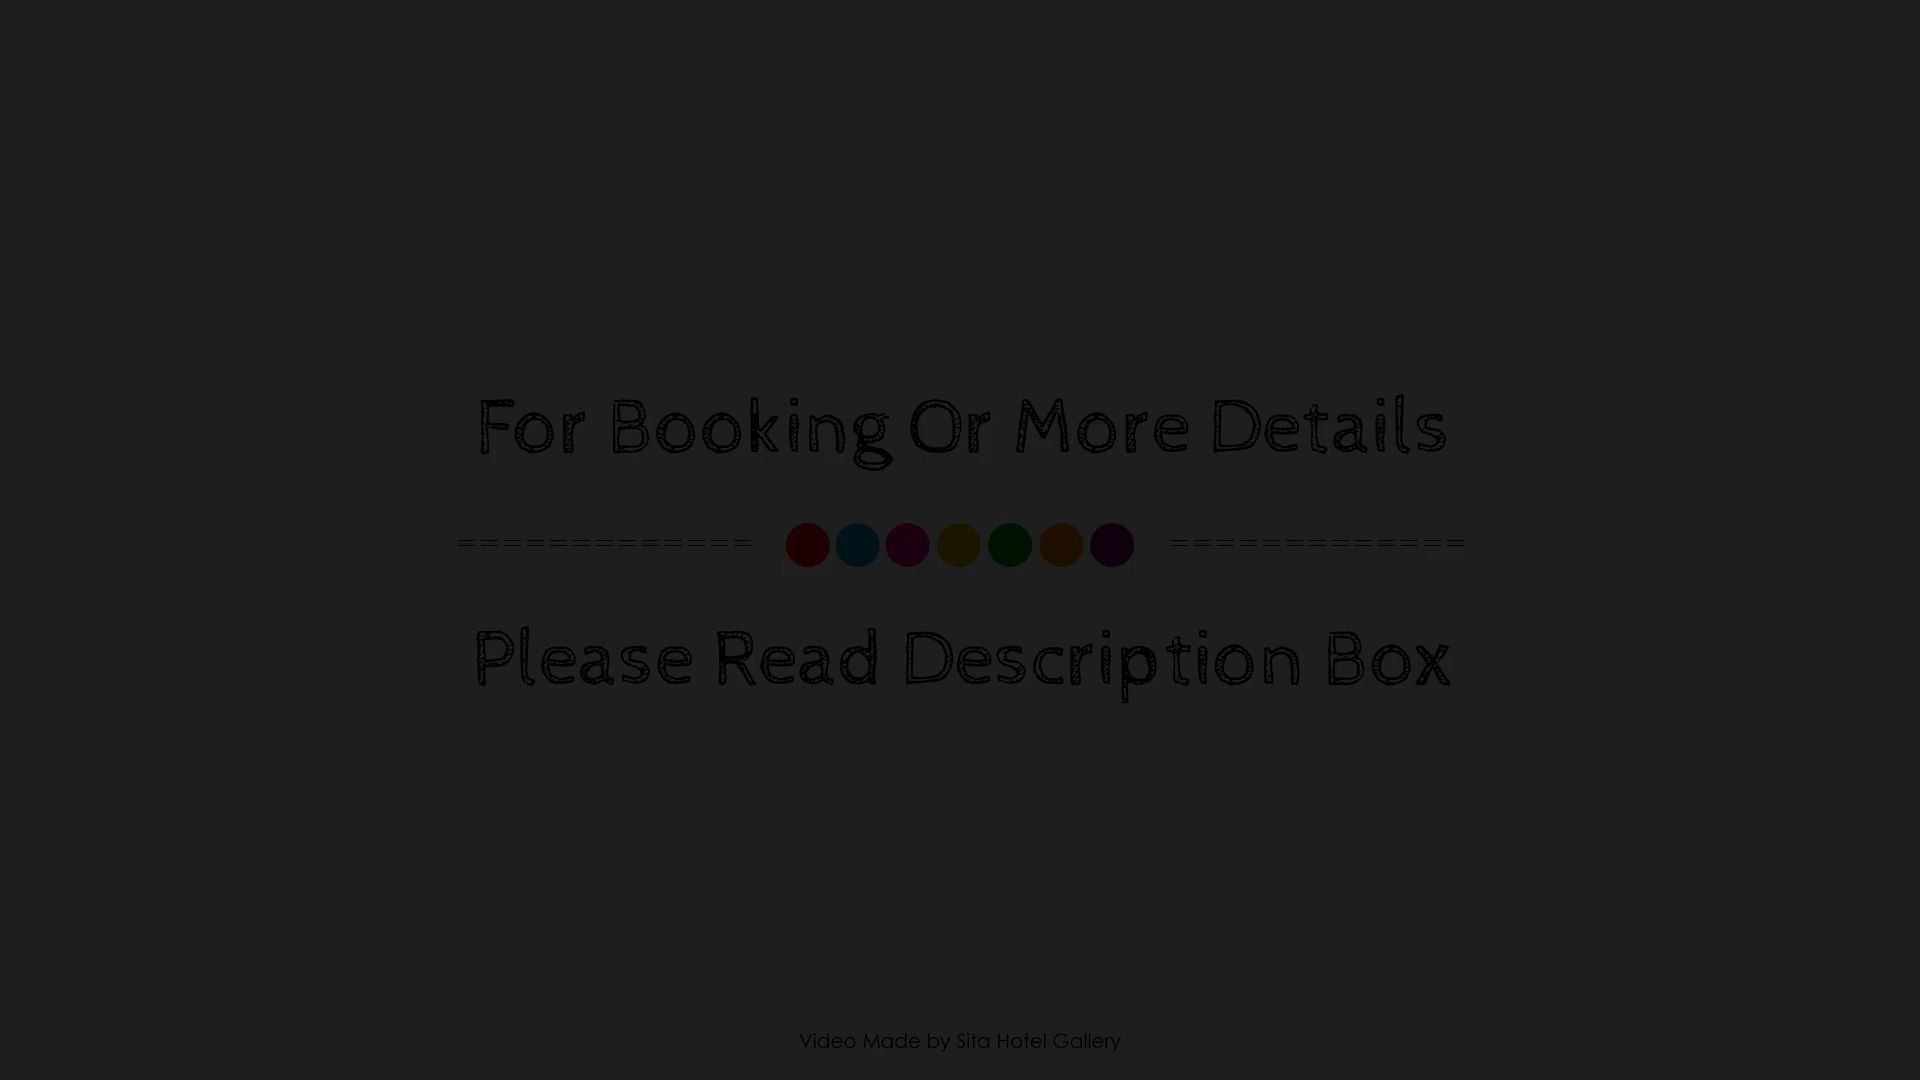 For Booking Or More Details
============= =============
Please Read Description Box
Video Made by Sita Hotel Gallery